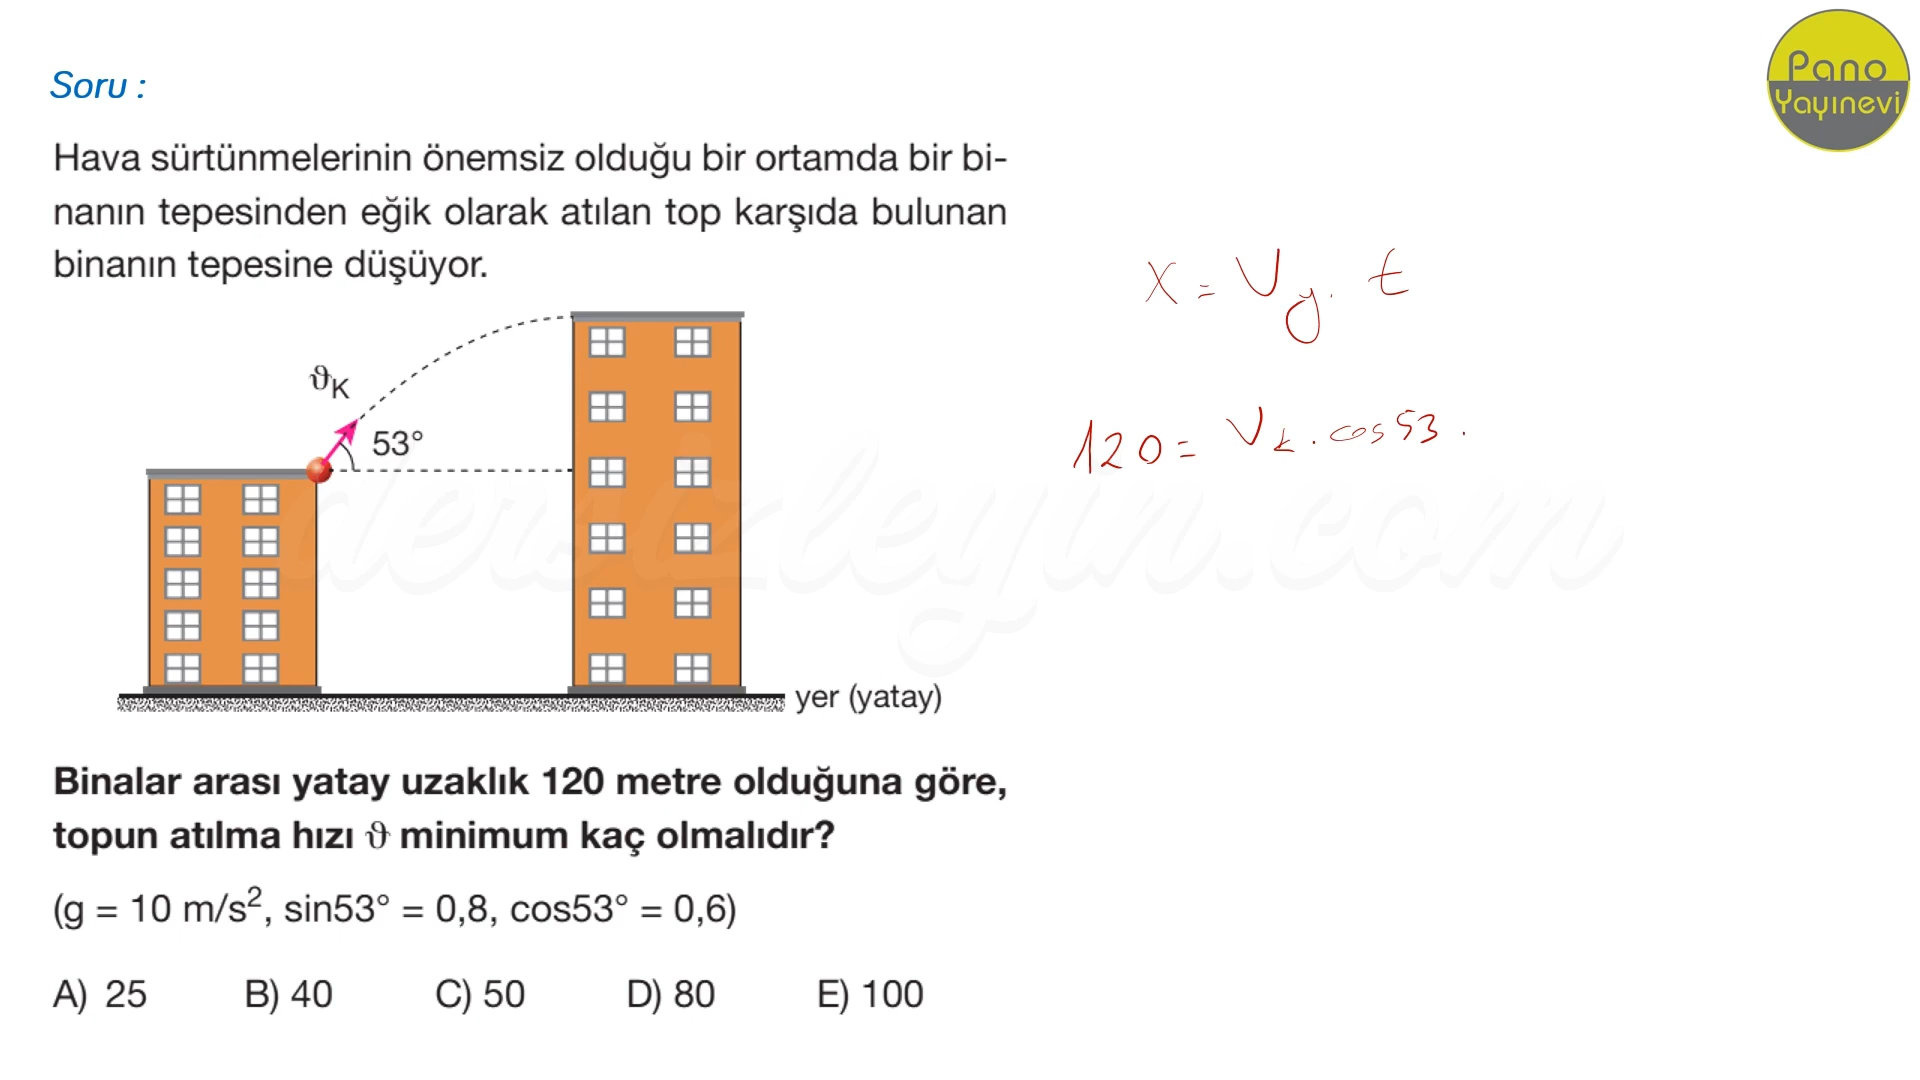 Pano
Yayınevi
Soru :
Hava sürtünmelerinin önemsiz olduğu bir ortamda bir bi-
nanın tepesinden eğik olarak atılan top karşıda bulunan
binanın tepesine düşüyor.
ϑK
53°
yer (yatay)
x = Vy . t
120 = Vk . cos53 .
dersizleyin.com
Binalar arası yatay uzaklık 120 metre olduğuna göre,
topun atılma hızı ϑ minimum kaç olmalıdır?
(g = 10 m/s², sin53° = 0,8, cos53° = 0,6)
A) 25 B) 40 C) 50 D) 80 E) 100